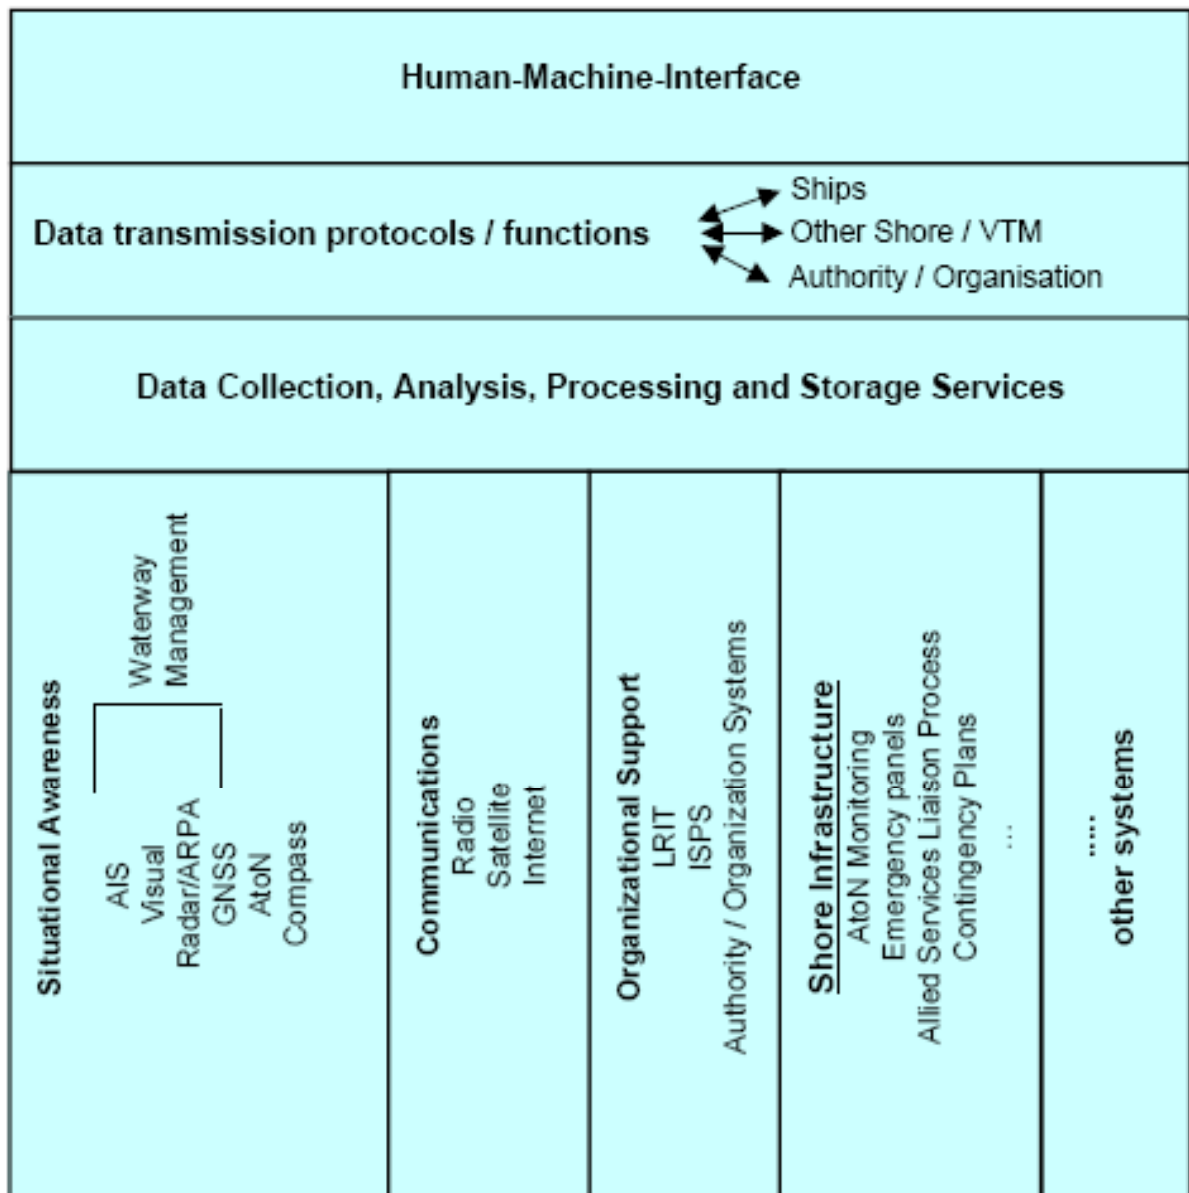 Human-Machine-Interface
Data transmission protocols / functions
Ships
Other Shore / VTM
Authority / Organisation
Data Collection, Analysis, Processing and Storage Services
Situational Awareness
Waterway
Management
AIS
Visual
Radar/ARPA
GNSS
AtoN
Compass
Communications
Radio
Satellite
Internet
Organizational Support
LRIT
ISPS
Authority / Organization Systems
Shore Infrastructure
AtoN Monitoring
Emergency panels
Allied Services Liaison Process
Contingency Plans
...
.....
other systems